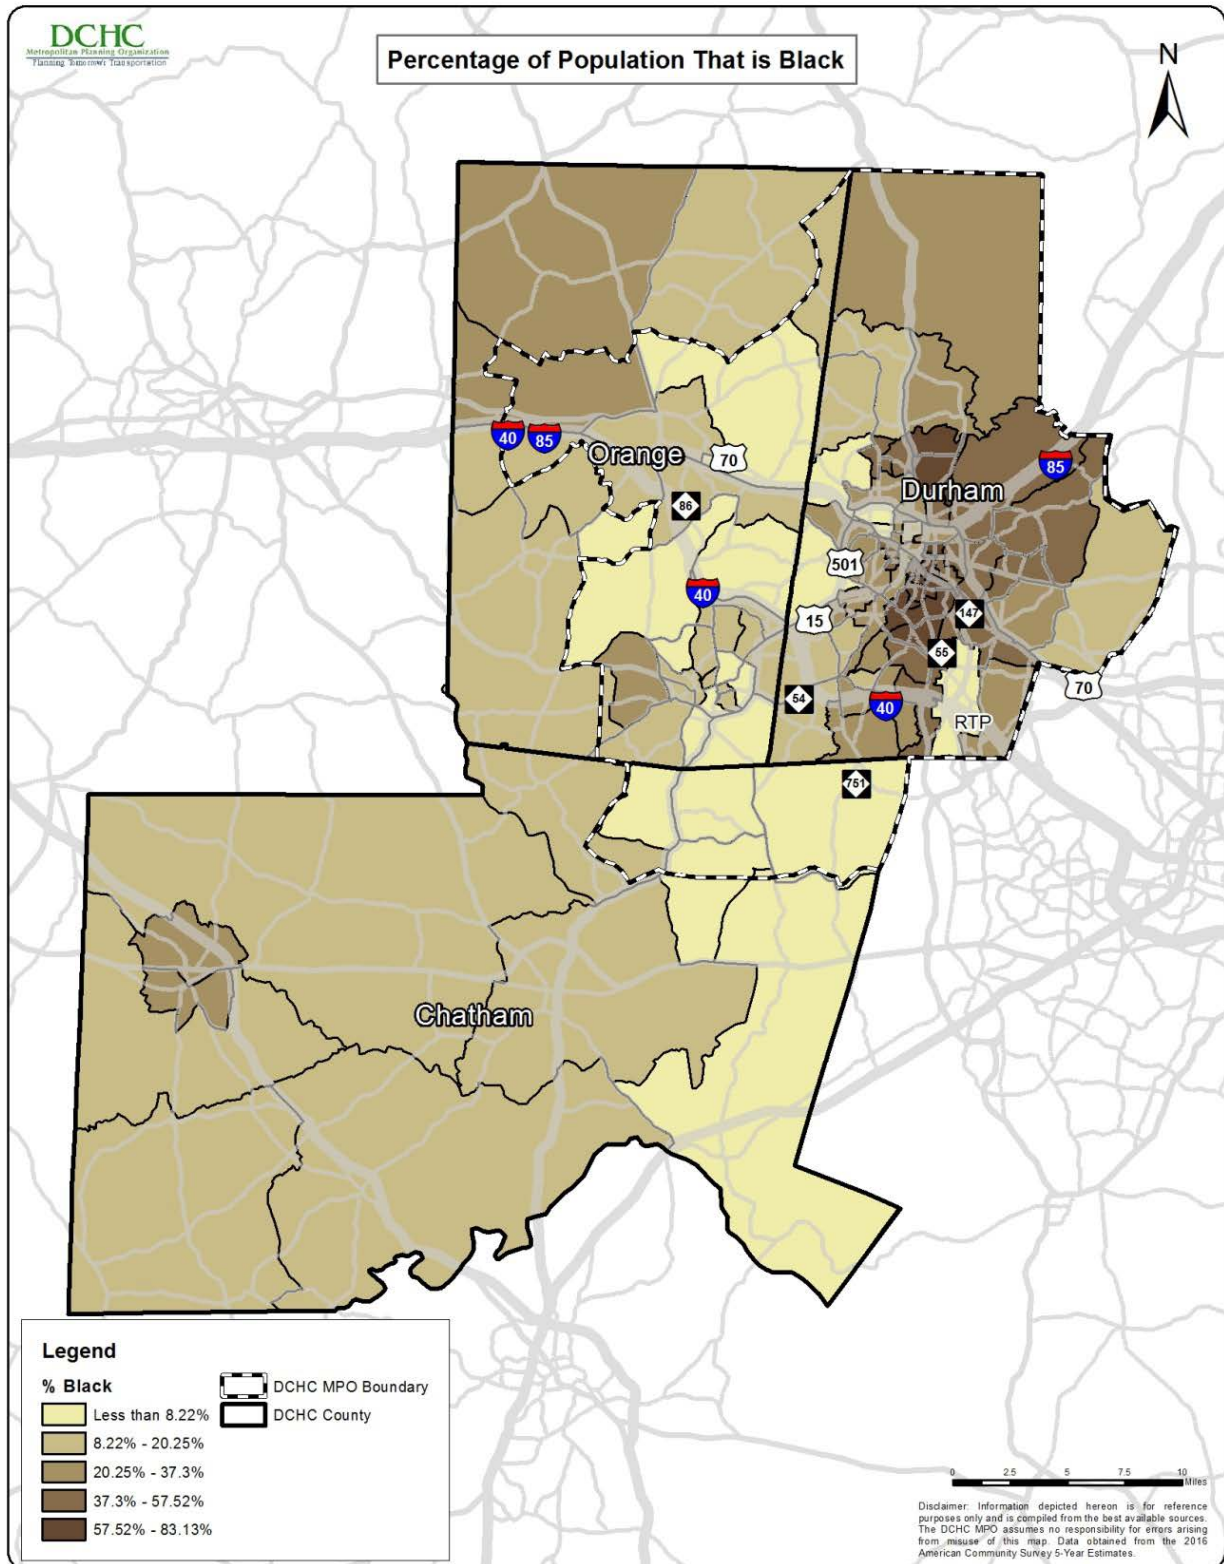 DCHC
Metropolitan Planning Organization
Planning Tomorrow's Transportation
Percentage of Population That is Black
N
40
85
Orange
70
86
85
Durham
501
40
15
147
55
54
40
RTP
70
751
Chatham
Legend
% Black
Less than 8.22%
8.22% - 20.25%
20.25% - 37.3%
37.3% - 57.52%
57.52% - 83.13%
DCHC MPO Boundary
DCHC County
0 2.5 5 7.5 10
Miles
Disclaimer: Information depicted hereon is for reference
purposes only and is compiled from the best available sources.
The DCHC MPO assumes no responsibility for errors arising
from misuse of this map. Data obtained from the 2016
American Community Survey 5-Year Estimates.